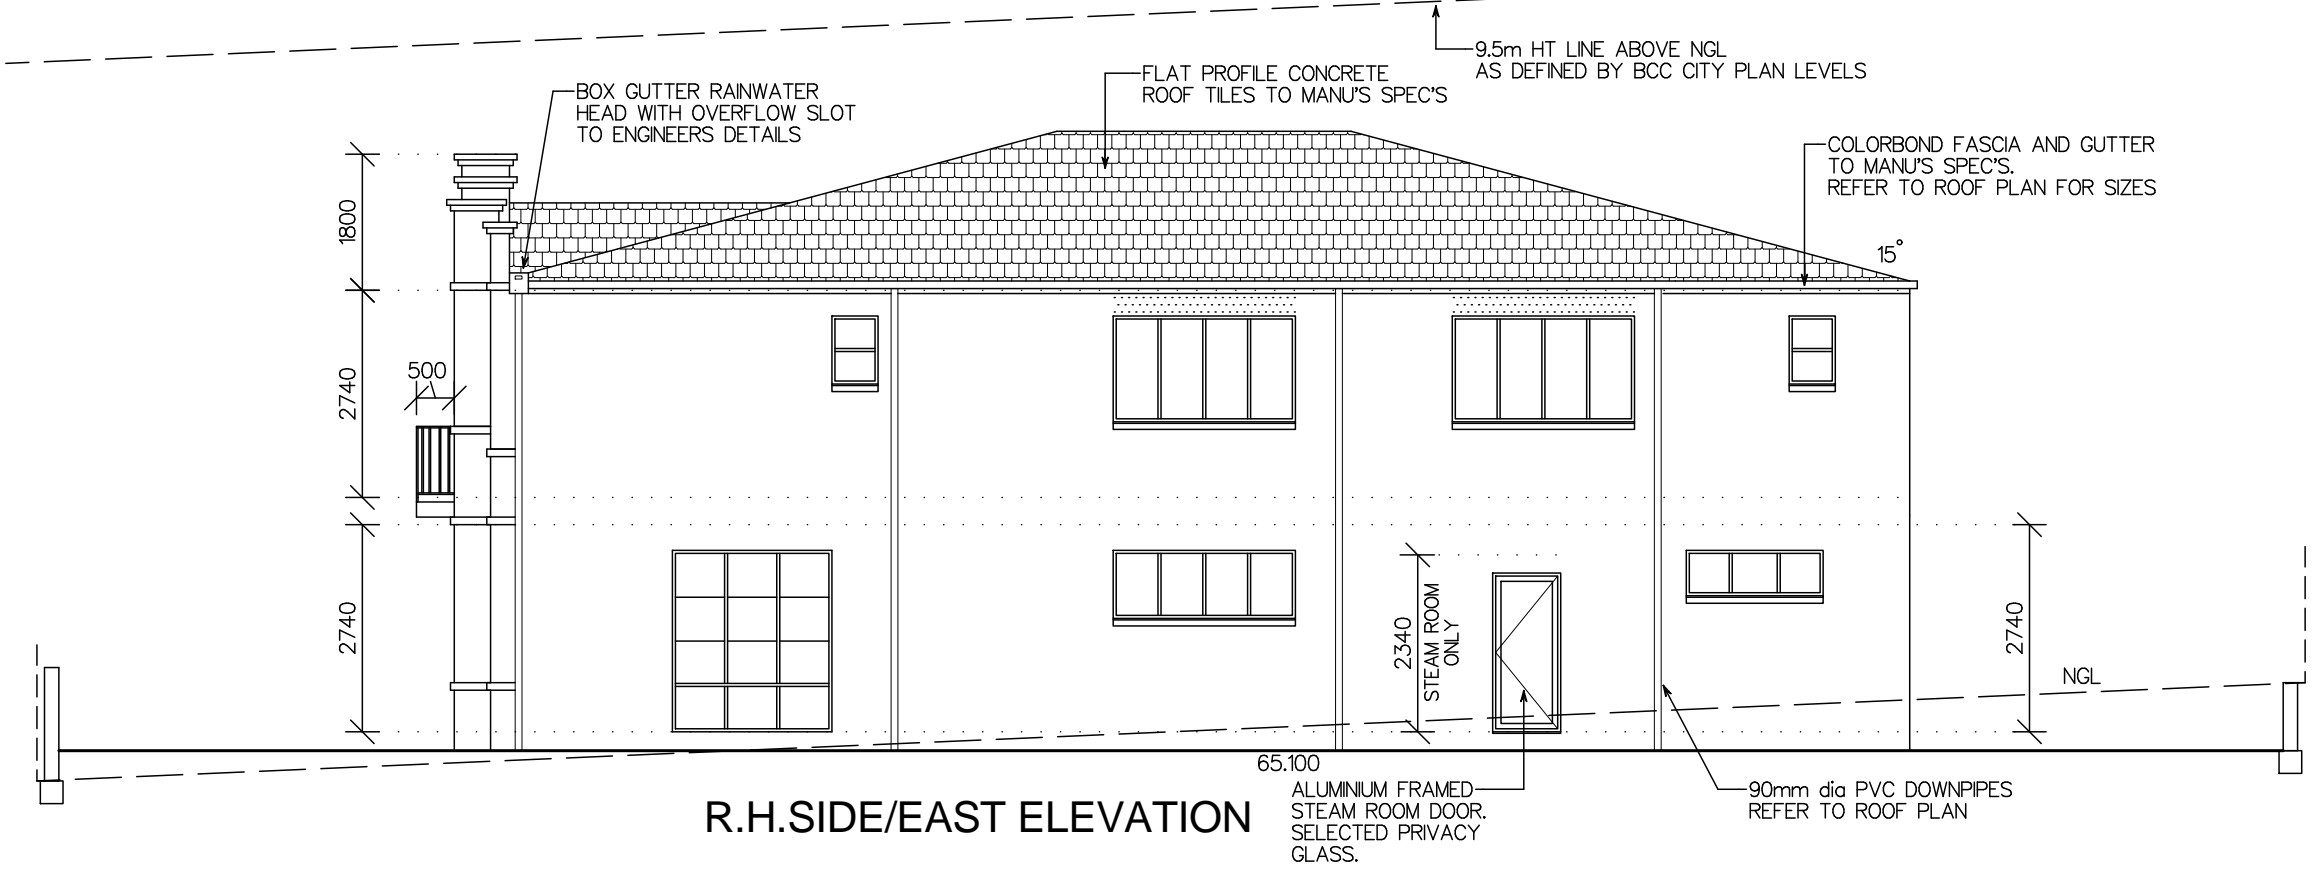 9.5m HT LINE ABOVE NGL
AS DEFINED BY BCC CITY PLAN LEVELS
FLAT PROFILE CONCRETE
ROOF TILES TO MANU'S SPEC'S
BOX GUTTER RAINWATER
HEAD WITH OVERFLOW SLOT
TO ENGINEERS DETAILS
COLORBOND FASCIA AND GUTTER
TO MANU'S SPEC'S.
REFER TO ROOF PLAN FOR SIZES
1800
15°
500
2740
2740
2340
STEAM ROOM
ONLY
2740
NGL
65.100
ALUMINIUM FRAMED
STEAM ROOM DOOR.
SELECTED PRIVACY
GLASS.
90mm dia PVC DOWNPIPES
REFER TO ROOF PLAN
R.H.SIDE/EAST ELEVATION